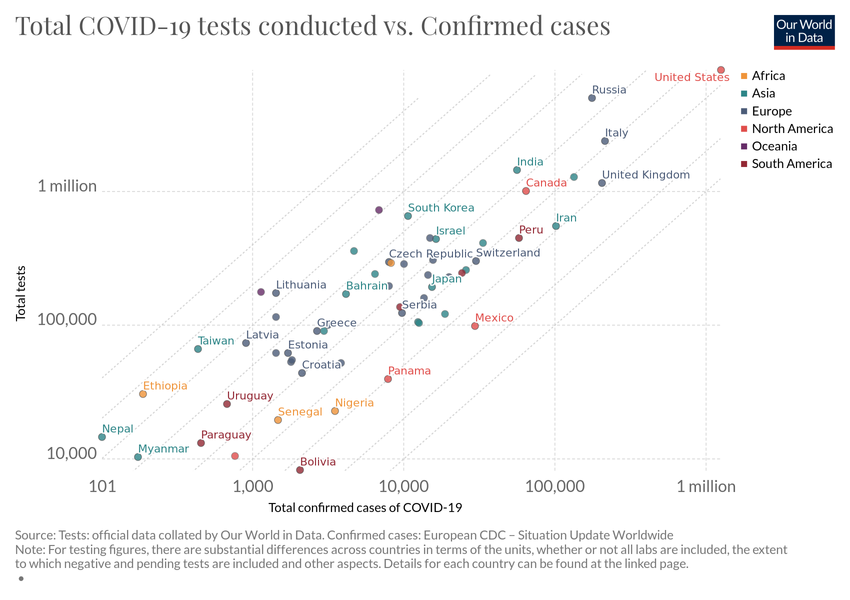 Total COVID-19 tests conducted vs. Confirmed cases
Our World
in Data
United States
Africa
Asia
Europe
North America
Oceania
South America
Russia
Italy
India
Canada
United Kingdom
1 million
South Korea
Iran
Israel
Peru
Czech Republic
Switzerland
Lithuania
Bahrain
Japan
Serbia
Total tests
100,000
Greece
Mexico
Taiwan
Latvia
Estonia
Croatia
Panama
Ethiopia
Uruguay
Senegal
Nigeria
Nepal
Paraguay
Myanmar
10,000
Bolivia
101
1,000
10,000
100,000
1 million
Total confirmed cases of COVID-19
Source: Tests: official data collated by Our World in Data. Confirmed cases: European CDC – Situation Update Worldwide
Note: For testing figures, there are substantial differences across countries in terms of the units, whether or not all labs are included, the extent
to which negative and pending tests are included and other aspects. Details for each country can be found at the linked page.
•